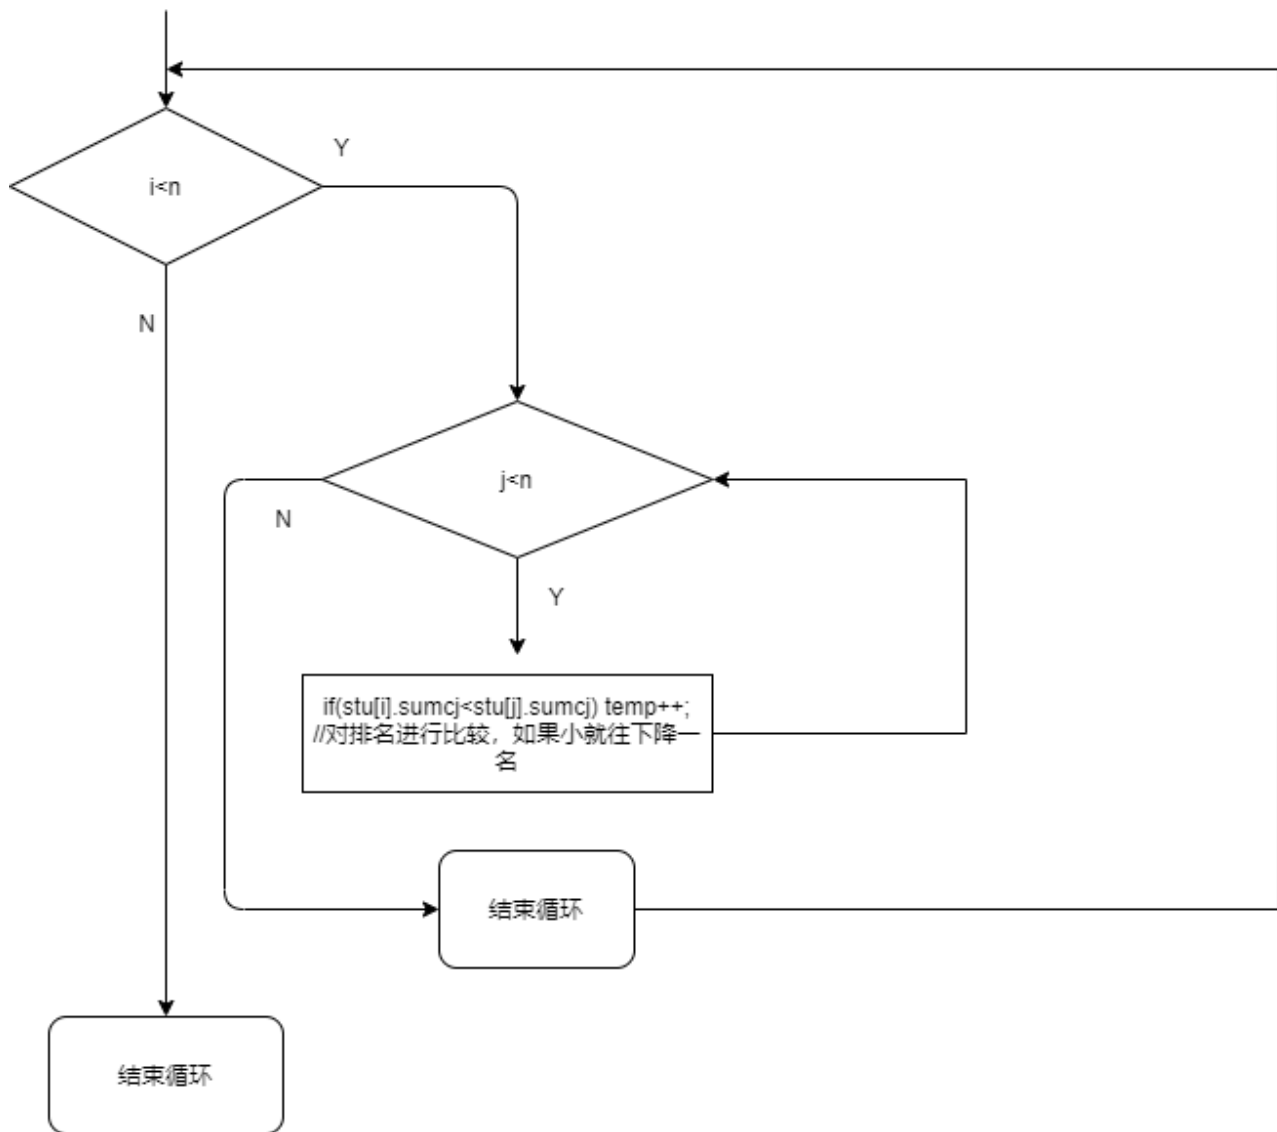 Y
i<n
N
j<n
N
Y
if(stu[i].sumcj<stu[j].sumcj) temp++;
//对排名进行比较，如果小就往下降一
名
结束循环
结束循环